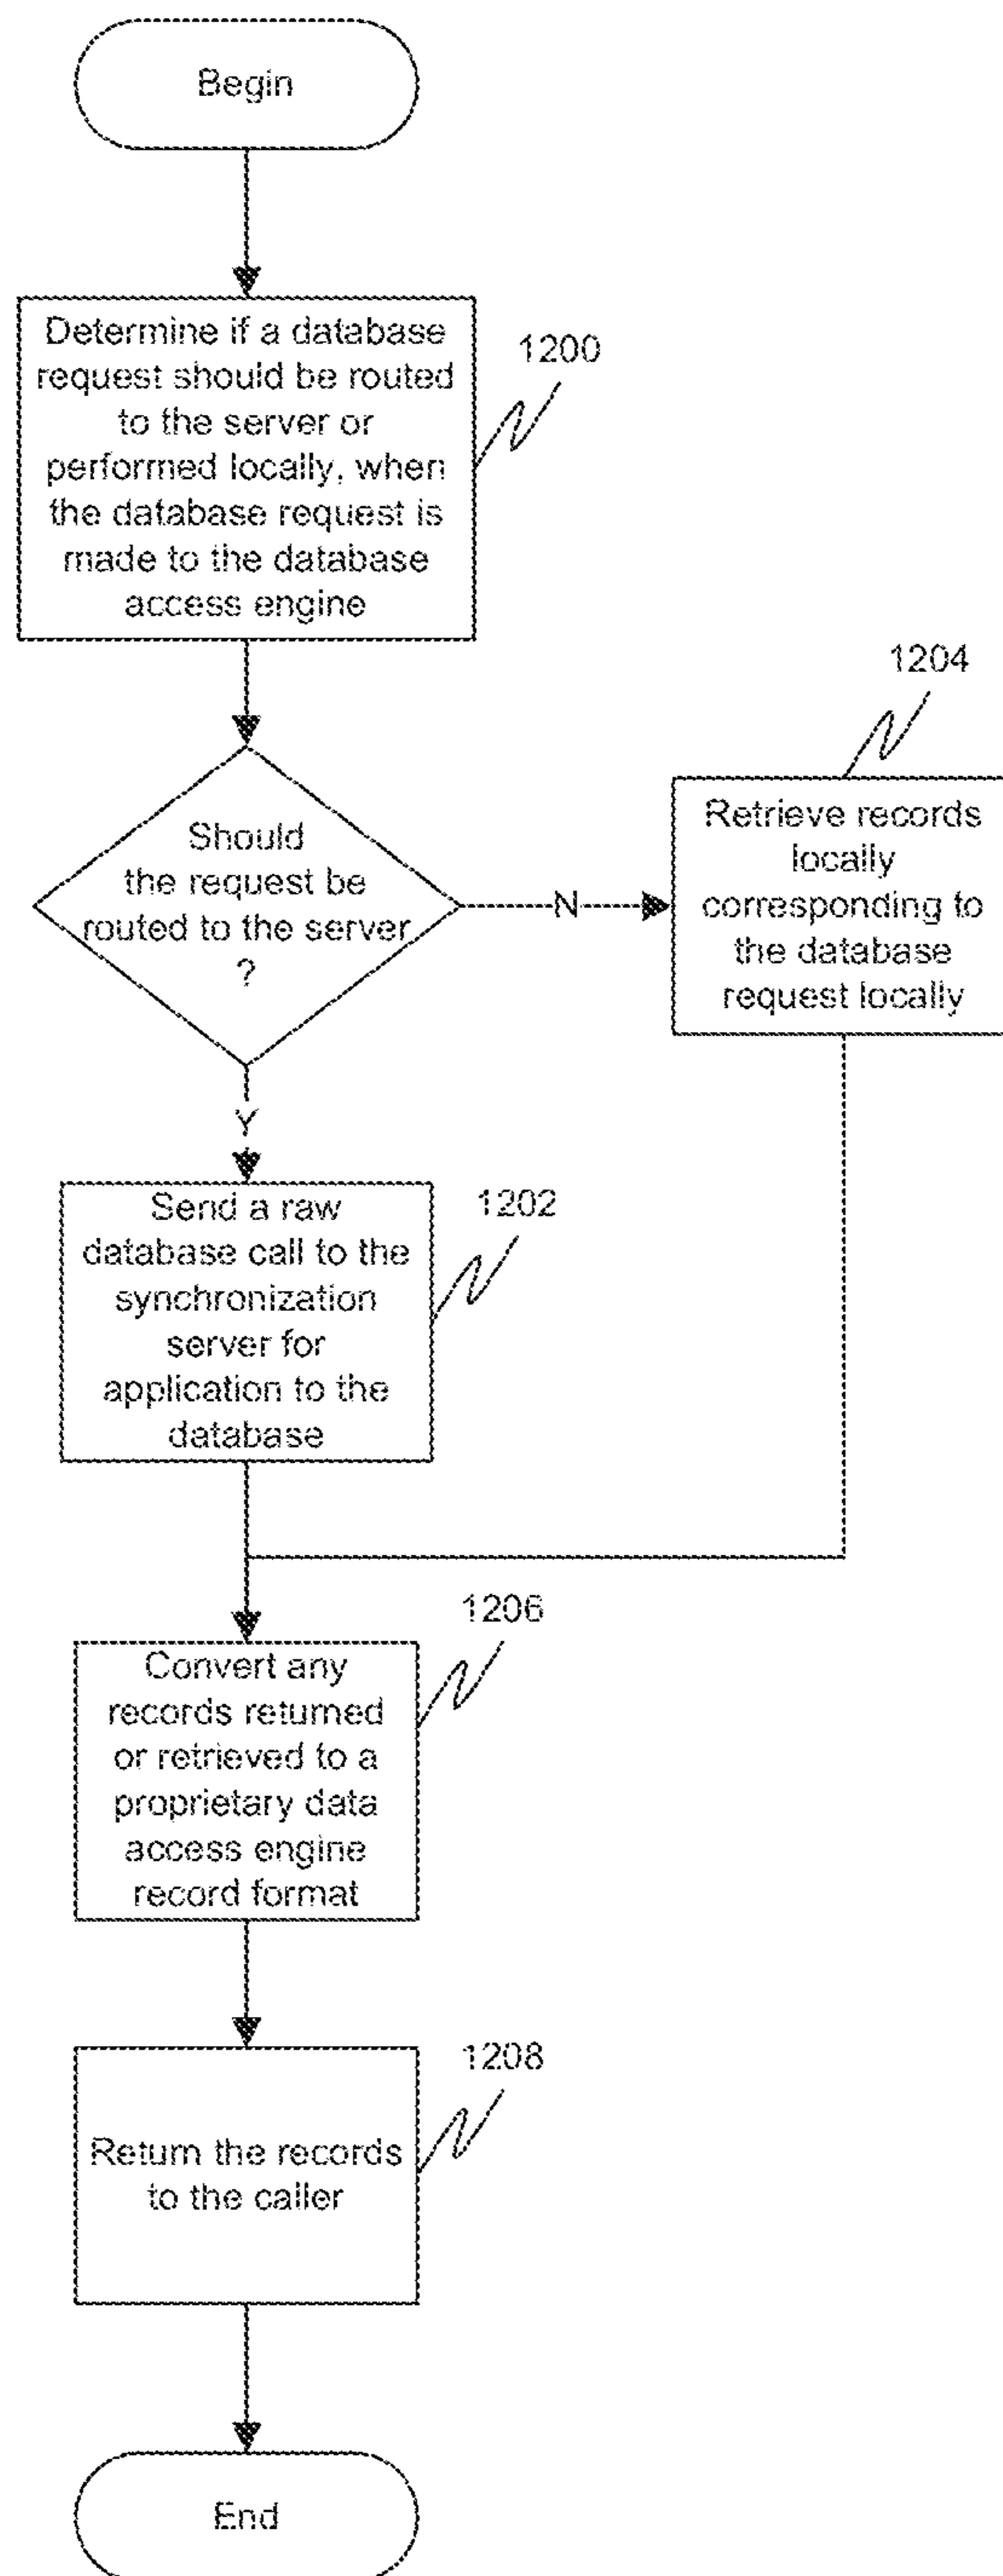 Begin
Determine if a database
request should be routed
to the server or
performed locally, when
the database request is
made to the database
access engine
1200
Should
the request be
routed to the server
?
N
1204
Retrieve records
locally
corresponding to
the database
request locally
Y
Send a raw
database call to the
synchronization
server for
application to the
database
1202
Convert any
records returned
or retrieved to a
proprietary data
access engine
record format
1206
Return the records
to the caller
1208
End